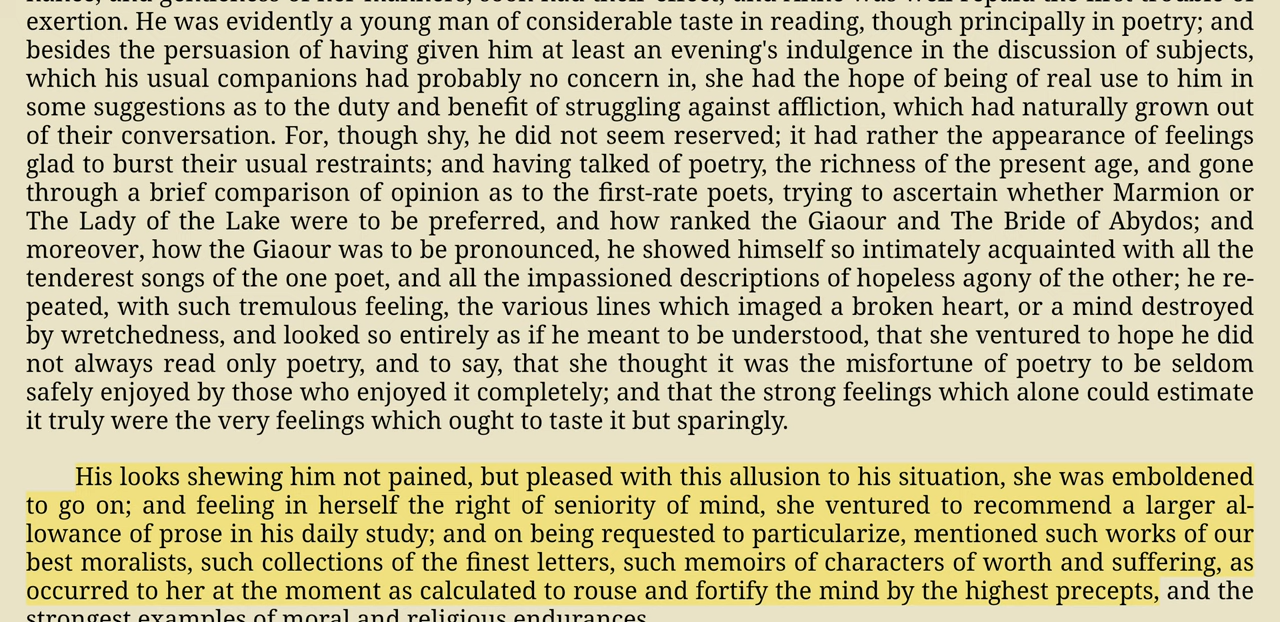 exertion. He was evidently a young man of considerable taste in reading, though principally in poetry; and
besides the persuasion of having given him at least an evening's indulgence in the discussion of subjects,
which his usual companions had probably no concern in, she had the hope of being of real use to him in
some suggestions as to the duty and benefit of struggling against affliction, which had naturally grown out
of their conversation. For, though shy, he did not seem reserved; it had rather the appearance of feelings
glad to burst their usual restraints; and having talked of poetry, the richness of the present age, and gone
through a brief comparison of opinion as to the first-rate poets, trying to ascertain whether Marmion or
The Lady of the Lake were to be preferred, and how ranked the Giaour and The Bride of Abydos; and
moreover, how the Giaour was to be pronounced, he showed himself so intimately acquainted with all the
tenderest songs of the one poet, and all the impassioned descriptions of hopeless agony of the other; he re-
peated, with such tremulous feeling, the various lines which imaged a broken heart, or a mind destroyed
by wretchedness, and looked so entirely as if he meant to be understood, that she ventured to hope he did
not always read only poetry, and to say, that she thought it was the misfortune of poetry to be seldom
safely enjoyed by those who enjoyed it completely; and that the strong feelings which alone could estimate
it truly were the very feelings which ought to taste it but sparingly.
His looks shewing him not pained, but pleased with this allusion to his situation, she was emboldened
to go on; and feeling in herself the right of seniority of mind, she ventured to recommend a larger al-
lowance of prose in his daily study; and on being requested to particularize, mentioned such works of our
best moralists, such collections of the finest letters, such memoirs of characters of worth and suffering, as
occurred to her at the moment as calculated to rouse and fortify the mind by the highest precepts, and the
strongest examples of moral and religious endurances.